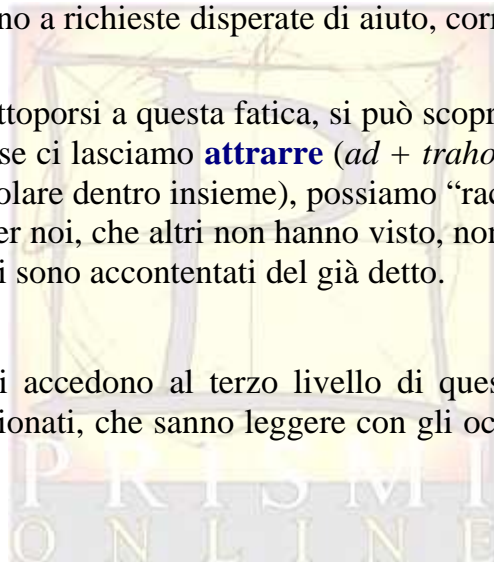 no a richieste disperate di aiuto, corr
ttoporsi a questa fatica, si può scopr
se ci lasciamo attrarre (ad + traho
olare dentro insieme), possiamo “rac
er noi, che altri non hanno visto, non
i sono accontentati del già detto.
i accedono al terzo livello di ques
ionati, che sanno leggere con gli oc
PRISMI
ONLINE